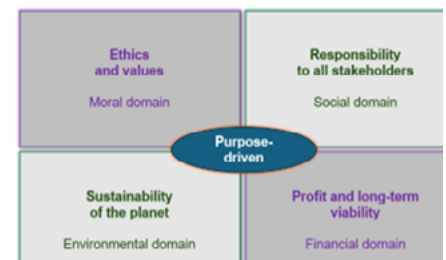 Ethics
and values
Moral domain
Responsibility
to all stakeholders
Social domain
Purpose-
driven
Sustainability
of the planet
Environmental domain
Profit and long-term
viability
Financial domain